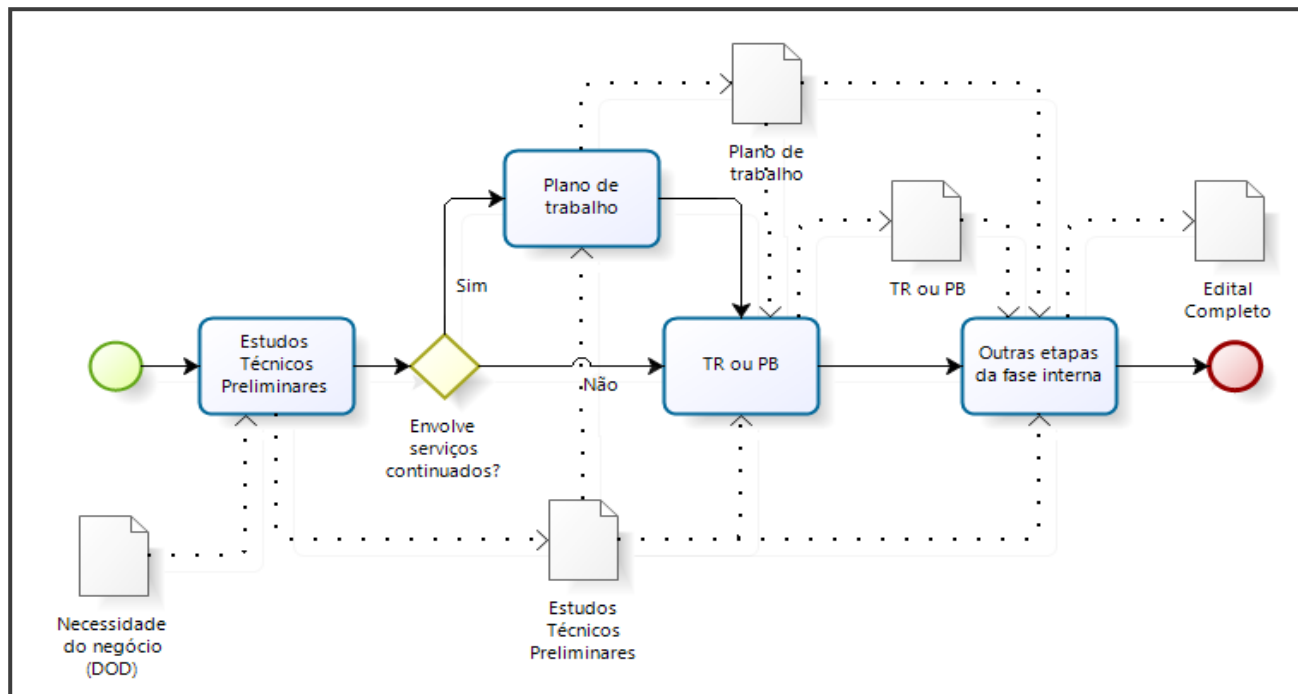 Plano de
trabalho
Plano de
trabalho
TR ou PB
Edital
Completo
Sim
Estudos
Técnicos
Preliminares
Não
TR ou PB
Outras etapas
da fase interna
Envolve
serviços
continuados?
Necessidade
do negócio
(DOD)
Estudos
Técnicos
Preliminares